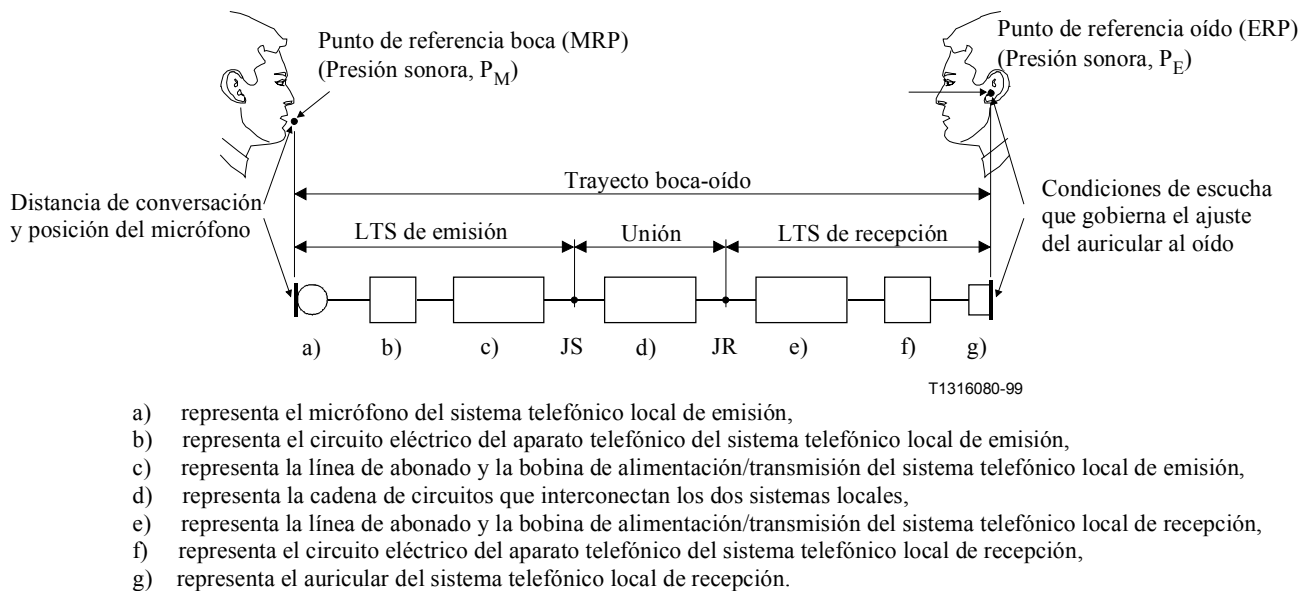 Punto de referencia boca (MRP)
(Presión sonora, P_M)
Punto de referencia oído (ERP)
(Presión sonora, P_E)
Trayecto boca-oído
Distancia de conversación
y posición del micrófono
Condiciones de escucha
que gobierna el ajuste
del auricular al oído
LTS de emisión
Unión
LTS de recepción
a) b) c) JS d) JR e) f) g)
T1316080-99
a) representa el micrófono del sistema telefónico local de emisión,
b) representa el circuito eléctrico del aparato telefónico del sistema telefónico local de emisión,
c) representa la línea de abonado y la bobina de alimentación/transmisión del sistema telefónico local de emisión,
d) representa la cadena de circuitos que interconectan los dos sistemas locales,
e) representa la línea de abonado y la bobina de alimentación/transmisión del sistema telefónico local de recepción,
f) representa el circuito eléctrico del aparato telefónico del sistema telefónico local de recepción,
g) representa el auricular del sistema telefónico local de recepción.